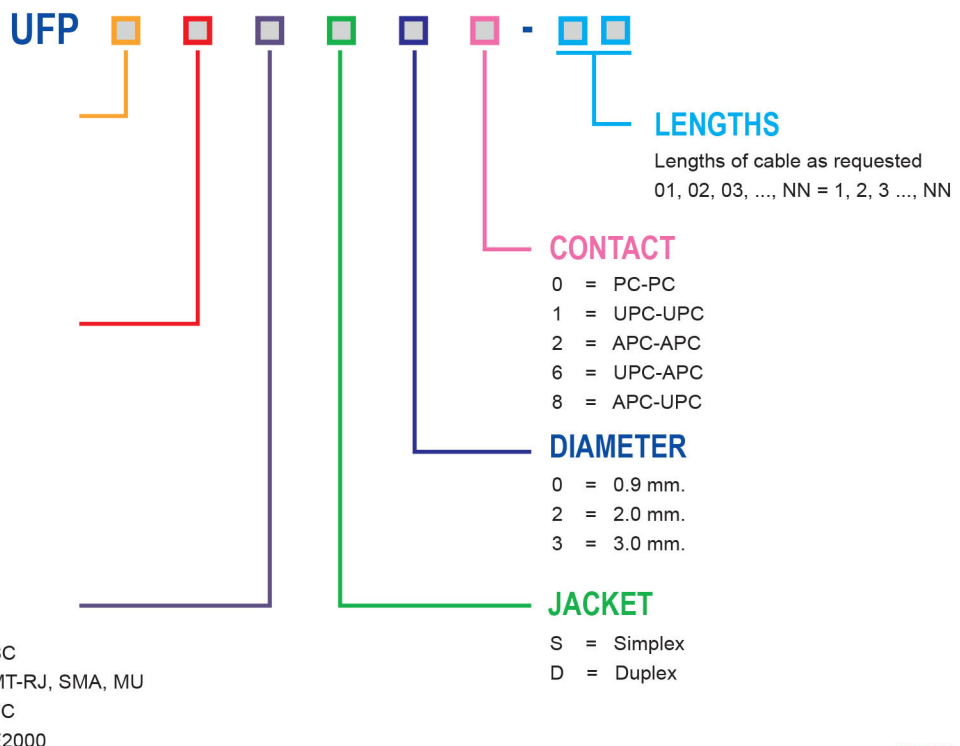 UFP -
LENGTHS
Lengths of cable as requested
01, 02, 03, ..., NN = 1, 2, 3 ..., NN
CONTACT
0 = PC-PC
1 = UPC-UPC
2 = APC-APC
6 = UPC-APC
8 = APC-UPC
DIAMETER
0 = 0.9 mm.
2 = 2.0 mm.
3 = 3.0 mm.
JACKET
S = Simplex
D = Duplex
SMA, MU